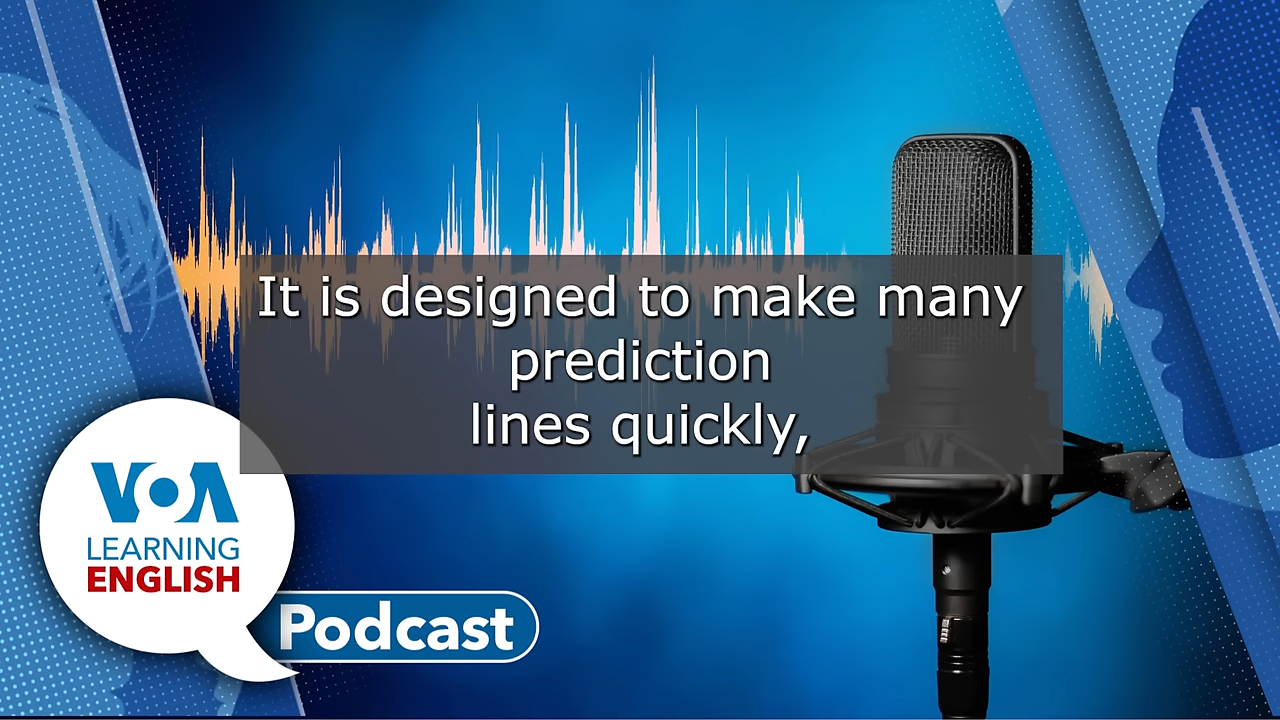 It is designed to make many
prediction
lines quickly,
VOA
LEARNING
ENGLISH
Podcast